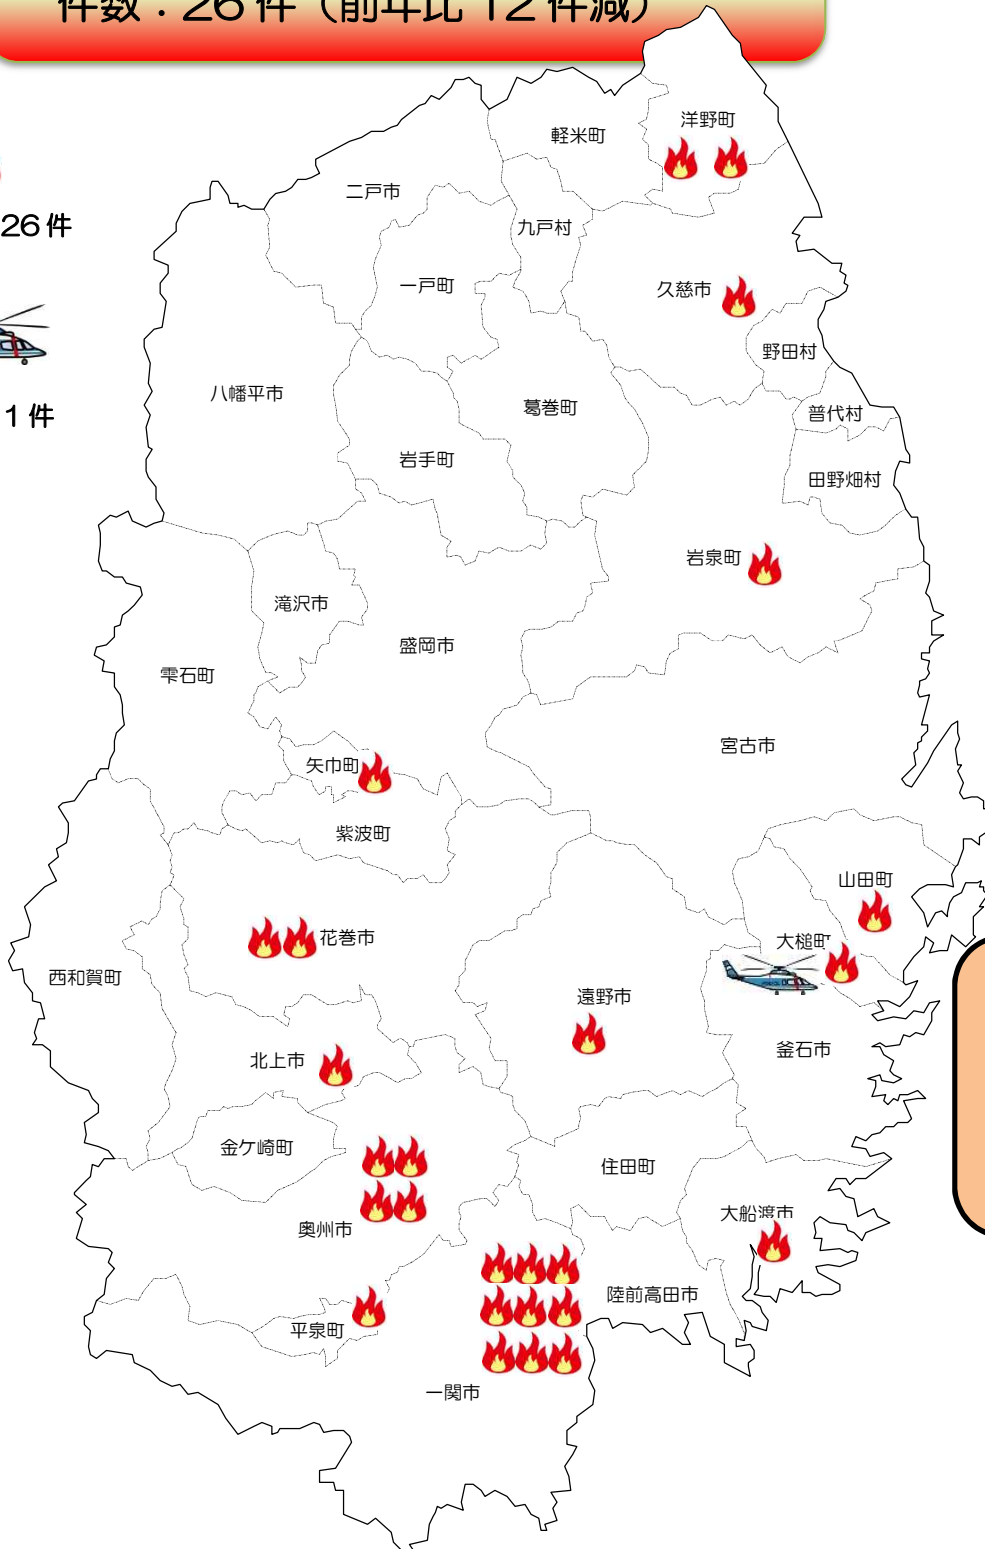 件数：26件（前年比12件減）
洋野町
軽米町
二戸市
九戸村
26件
一戸町
久慈市
野田村
八幡平市
葛巻町
普代村
1件
岩手町
田野畑村
岩泉町
滝沢市
盛岡市
雫石町
宮古市
矢巾町
紫波町
山田町
花巻市
大槌町
西和賀町
遠野市
釜石市
北上市
金ケ崎町
住田町
大船渡市
奥州市
陸前高田市
平泉町
一関市